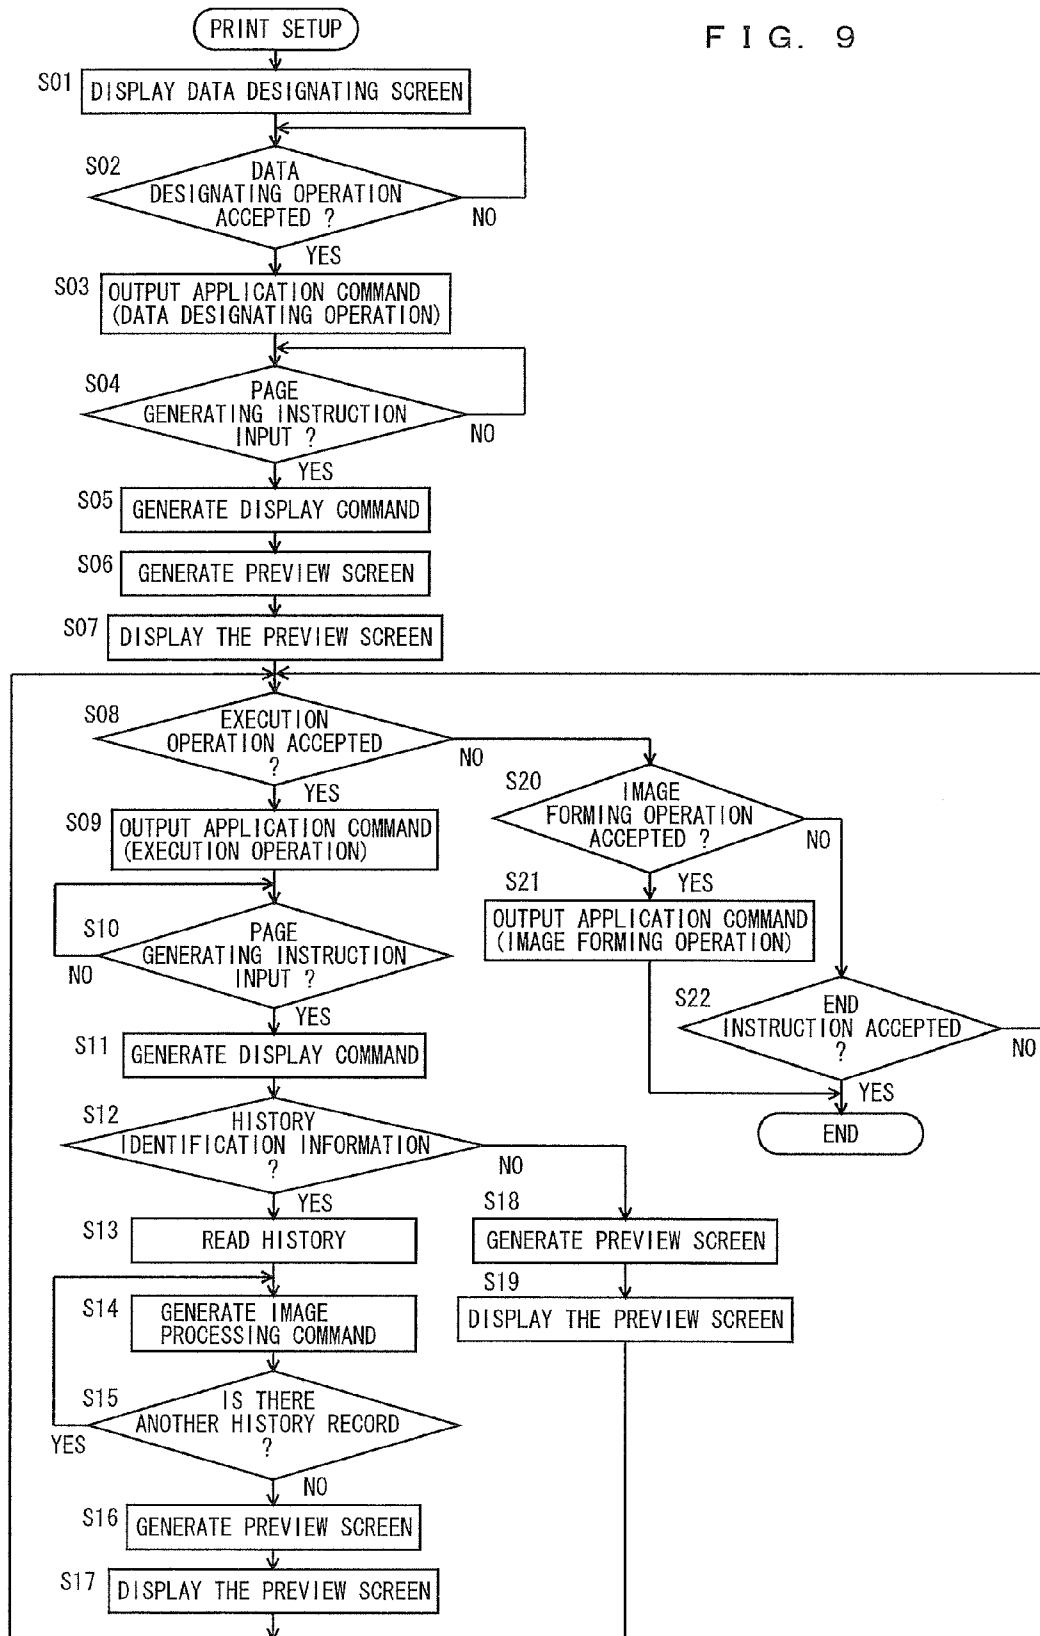 FIG. 9
PRINT SETUP
S01
DISPLAY DATA DESIGNATING SCREEN
S02
DATA
DESIGNATING OPERATION
ACCEPTED ?
NO
YES
S03
OUTPUT APPLICATION COMMAND
(DATA DESIGNATING OPERATION)
S04
PAGE
GENERATING INSTRUCTION
INPUT ?
NO
YES
S05
GENERATE DISPLAY COMMAND
S06
GENERATE PREVIEW SCREEN
S07
DISPLAY THE PREVIEW SCREEN
S08
EXECUTION
OPERATION ACCEPTED
?
NO
YES
S09
OUTPUT APPLICATION COMMAND
(EXECUTION OPERATION)
S10
PAGE
GENERATING INSTRUCTION
INPUT ?
NO
YES
S11
GENERATE DISPLAY COMMAND
S12
HISTORY
IDENTIFICATION INFORMATION
?
NO
YES
S13
READ HISTORY
S14
GENERATE IMAGE
PROCESSING COMMAND
S15
IS THERE
ANOTHER HISTORY RECORD
?
YES
NO
S16
GENERATE PREVIEW SCREEN
S17
DISPLAY THE PREVIEW SCREEN
S18
GENERATE PREVIEW SCREEN
S19
DISPLAY THE PREVIEW SCREEN
S20
IMAGE
FORMING OPERATION
ACCEPTED ?
NO
YES
S21
OUTPUT APPLICATION COMMAND
(IMAGE FORMING OPERATION)
S22
END
INSTRUCTION ACCEPTED
?
NO
YES
END